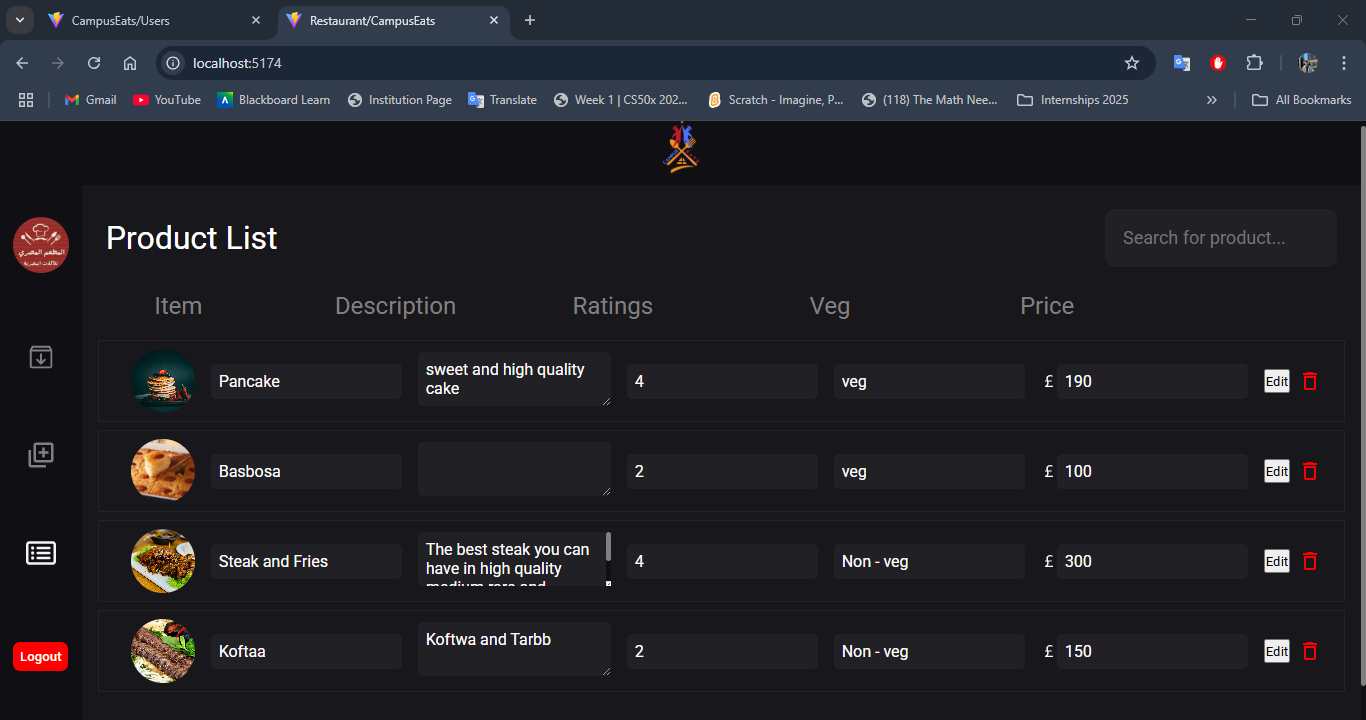 CampusEats/Users
Restaurant/CampusEats
localhost:5174
Gmail
YouTube
Blackboard Learn
Institution Page
Translate
Week 1 | CS50x 202...
Scratch - Imagine, P...
(118) The Math Nee...
Internships 2025
All Bookmarks
المطعم المصري
Product List
Search for product...
Item Description Ratings Veg Price
Pancake
sweet and high quality
cake
4
veg
£ 190
Edit
Basbosa
2
veg
£ 100
Edit
Steak and Fries
The best steak you can
have in high quality
medium rare and
4
Non - veg
£ 300
Edit
Koftaa
Koftwa and Tarbb
2
Non - veg
£ 150
Edit
Logout